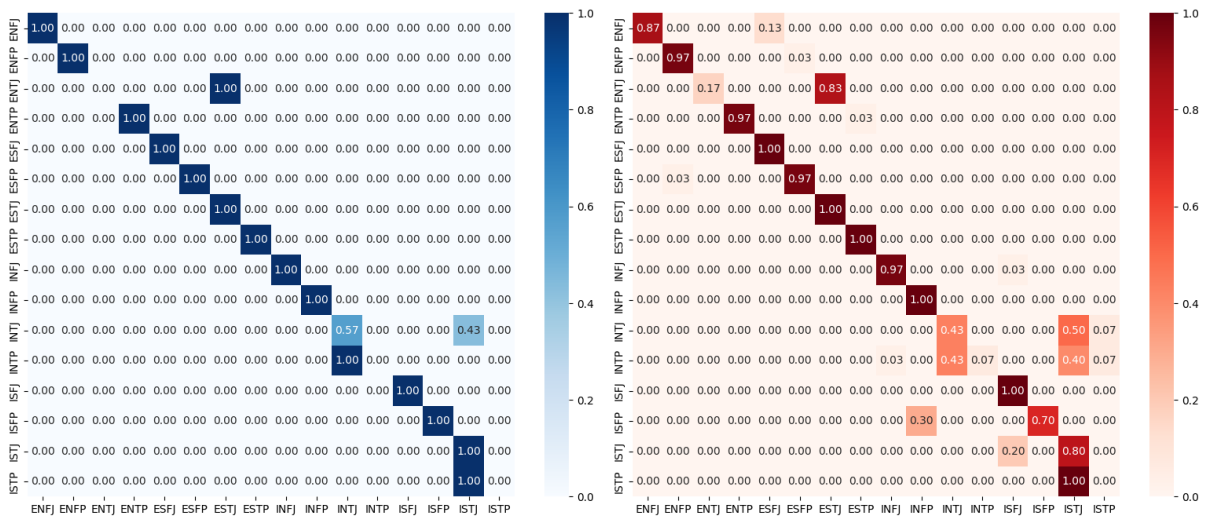 ENFJ 1.00 0.00 0.00 0.00 0.00 0.00 0.00 0.00 0.00 0.00 0.00 0.00 0.00 0.00 0.00 0.00
ENFP 0.00 1.00 0.00 0.00 0.00 0.00 0.00 0.00 0.00 0.00 0.00 0.00 0.00 0.00 0.00 0.00
ENTJ 0.00 0.00 0.00 0.00 0.00 0.00 1.00 0.00 0.00 0.00 0.00 0.00 0.00 0.00 0.00 0.00
ENTP 0.00 0.00 0.00 1.00 0.00 0.00 0.00 0.00 0.00 0.00 0.00 0.00 0.00 0.00 0.00 0.00
ESFJ 0.00 0.00 0.00 0.00 1.00 0.00 0.00 0.00 0.00 0.00 0.00 0.00 0.00 0.00 0.00 0.00
ESFP 0.00 0.00 0.00 0.00 0.00 1.00 0.00 0.00 0.00 0.00 0.00 0.00 0.00 0.00 0.00 0.00
ESTJ 0.00 0.00 0.00 0.00 0.00 0.00 1.00 0.00 0.00 0.00 0.00 0.00 0.00 0.00 0.00 0.00
ESTP 0.00 0.00 0.00 0.00 0.00 0.00 0.00 1.00 0.00 0.00 0.00 0.00 0.00 0.00 0.00 0.00
INFJ 0.00 0.00 0.00 0.00 0.00 0.00 0.00 0.00 1.00 0.00 0.00 0.00 0.00 0.00 0.00 0.00
INFP 0.00 0.00 0.00 0.00 0.00 0.00 0.00 0.00 0.00 1.00 0.00 0.00 0.00 0.00 0.00 0.00
INTJ 0.00 0.00 0.00 0.00 0.00 0.00 0.00 0.00 0.00 0.00 0.57 0.00 0.00 0.00 0.43 0.00
INTP 0.00 0.00 0.00 0.00 0.00 0.00 0.00 0.00 0.00 0.00 1.00 0.00 0.00 0.00 0.00 0.00
ISFJ 0.00 0.00 0.00 0.00 0.00 0.00 0.00 0.00 0.00 0.00 0.00 0.00 1.00 0.00 0.00 0.00
ISFP 0.00 0.00 0.00 0.00 0.00 0.00 0.00 0.00 0.00 0.00 0.00 0.00 0.00 1.00 0.00 0.00
ISTJ 0.00 0.00 0.00 0.00 0.00 0.00 0.00 0.00 0.00 0.00 0.00 0.00 0.00 0.00 1.00 0.00
ISTP 0.00 0.00 0.00 0.00 0.00 0.00 0.00 0.00 0.00 0.00 0.00 0.00 0.00 0.00 1.00 0.00
ENFJ ENFP ENTJ ENTP ESFJ ESFP ESTJ ESTP INFJ INFP INTJ INTP ISFJ ISFP ISTJ ISTP
1.0
0.8
0.6
0.4
0.2
0.0
ENFJ 0.87 0.00 0.00 0.00 0.13 0.00 0.00 0.00 0.00 0.00 0.00 0.00 0.00 0.00 0.00 0.00
ENFP 0.00 0.97 0.00 0.00 0.00 0.03 0.00 0.00 0.00 0.00 0.00 0.00 0.00 0.00 0.00 0.00
ENTJ 0.00 0.00 0.17 0.00 0.00 0.00 0.83 0.00 0.00 0.00 0.00 0.00 0.00 0.00 0.00 0.00
ENTP 0.00 0.00 0.00 0.97 0.00 0.00 0.00 0.03 0.00 0.00 0.00 0.00 0.00 0.00 0.00 0.00
ESFJ 0.00 0.00 0.00 0.00 1.00 0.00 0.00 0.00 0.00 0.00 0.00 0.00 0.00 0.00 0.00 0.00
ESFP 0.00 0.03 0.00 0.00 0.00 0.97 0.00 0.00 0.00 0.00 0.00 0.00 0.00 0.00 0.00 0.00
ESTJ 0.00 0.00 0.00 0.00 0.00 0.00 1.00 0.00 0.00 0.00 0.00 0.00 0.00 0.00 0.00 0.00
ESTP 0.00 0.00 0.00 0.00 0.00 0.00 0.00 1.00 0.00 0.00 0.00 0.00 0.00 0.00 0.00 0.00
INFJ 0.00 0.00 0.00 0.00 0.00 0.00 0.00 0.00 0.97 0.00 0.00 0.00 0.03 0.00 0.00 0.00
INFP 0.00 0.00 0.00 0.00 0.00 0.00 0.00 0.00 0.00 1.00 0.00 0.00 0.00 0.00 0.00 0.00
INTJ 0.00 0.00 0.00 0.00 0.00 0.00 0.00 0.00 0.00 0.00 0.43 0.00 0.00 0.00 0.50 0.07
INTP 0.00 0.00 0.00 0.00 0.00 0.00 0.00 0.00 0.03 0.00 0.43 0.07 0.00 0.00 0.40 0.07
ISFJ 0.00 0.00 0.00 0.00 0.00 0.00 0.00 0.00 0.00 0.00 0.00 0.00 1.00 0.00 0.00 0.00
ISFP 0.00 0.00 0.00 0.00 0.00 0.00 0.00 0.00 0.00 0.30 0.00 0.00 0.00 0.70 0.00 0.00
ISTJ 0.00 0.00 0.00 0.00 0.00 0.00 0.00 0.00 0.00 0.00 0.00 0.00 0.20 0.00 0.80 0.00
ISTP 0.00 0.00 0.00 0.00 0.00 0.00 0.00 0.00 0.00 0.00 0.00 0.00 0.00 0.00 1.00 0.00
ENFJ ENFP ENTJ ENTP ESFJ ESFP ESTJ ESTP INFJ INFP INTJ INTP ISFJ ISFP ISTJ ISTP
1.0
0.8
0.6
0.4
0.2
0.0